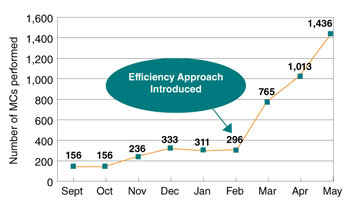 Number of MCs performed
1,600
1,400
1,200
1,000
800
600
400
200
0
Efficiency Approach
Introduced
156
156
236
333
311
296
765
1,013
1,436
Sept
Oct
Nov
Dec
Jan
Feb
Mar
Apr
May